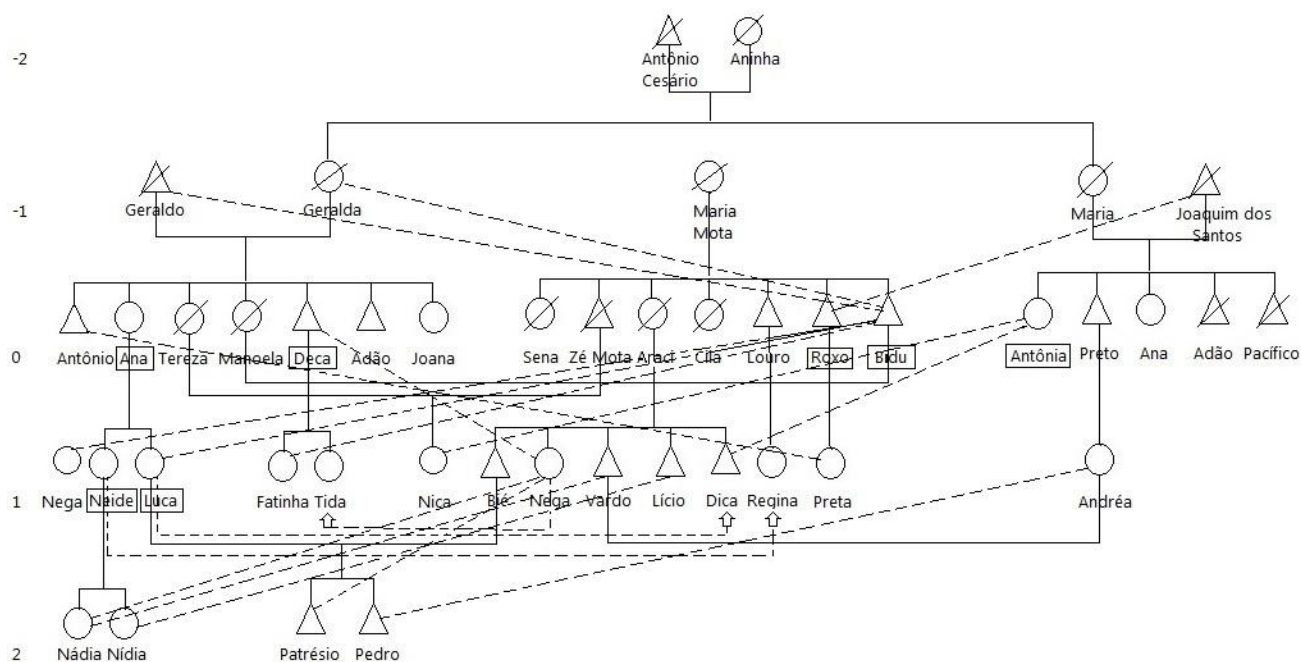 -2
Antônio
Cesário
Aninha
-1
Geraldo
Geralda
Maria
Mota
Maria
Joaquim dos
Santos
0
Antônio Ana Tereza Manoela Deca Adão Joana
Sena Zé Mota Araci Cila Louro Roxo Bidu
Antônia Preto Ana Adão Pacífico
1
Nega Neide Luca
Fatinha Tida
Nica Bié Nega Vardo Lício Dica Regina Preta
Andréa
2
Nádia Nídia
Patrésio Pedro